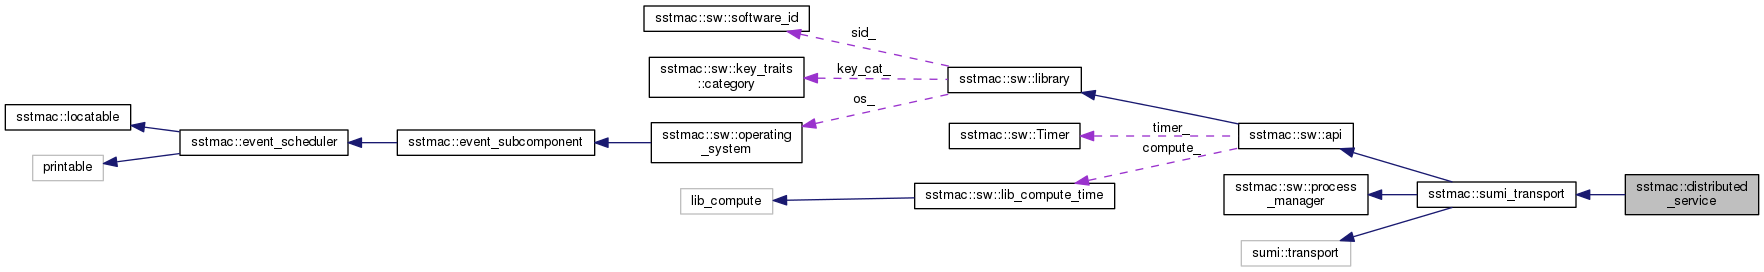 sstmac::sw::software_id
sid_
sstmac::sw::key_traits
::category
key_cat_
sstmac::sw::library
os_
sstmac::locatable
sstmac::event_scheduler
printable
sstmac::event_subcomponent
sstmac::sw::operating
_system
sstmac::sw::Timer
timer_
compute_
sstmac::sw::api
lib_compute
sstmac::sw::lib_compute_time
sstmac::sw::process
_manager
sstmac::sumi_transport
sstmac::distributed
_service
sumi::transport